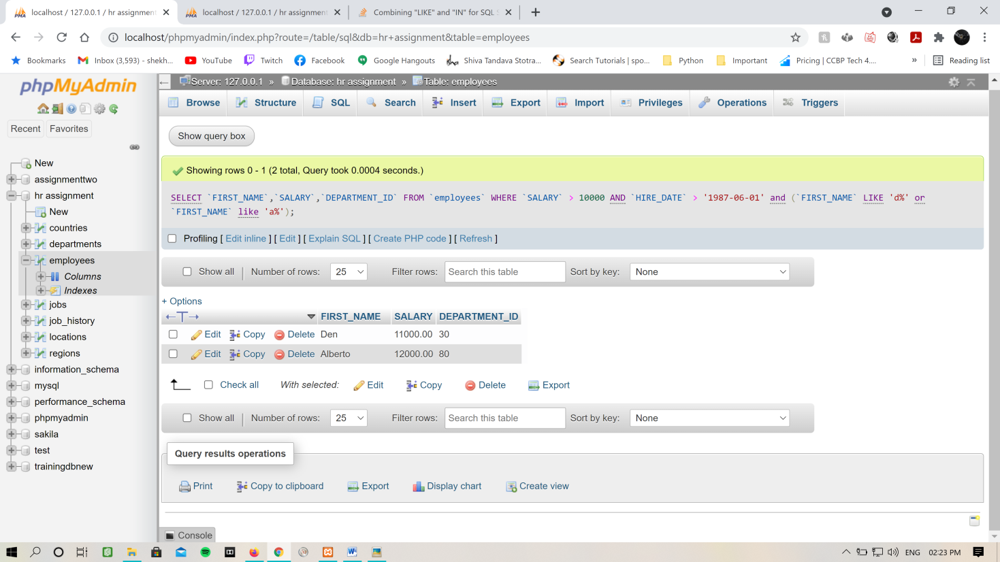 localhost / 127.0.0.1 / hr assignment
localhost / 127.0.0.1 / hr assignment
Combining "LIKE" and "IN" for SQL S
localhost/phpmyadmin/index.php?route=/table/sql&db=hr+assignment&table=employees
Bookmarks
Inbox (3,593) - shekh...
YouTube
Twitch
Facebook
Google Hangouts
Shiva Tandava Stotra...
Search Tutorials | spo...
Python
Important
Pricing | CCBP Tech 4....
»
Reading list
phpMyAdmin
Recent
Favorites
New
assignmenttwo
hr assignment
New
countries
departments
employees
Columns
Indexes
jobs
job_history
locations
regions
information_schema
mysql
performance_schema
phpmyadmin
sakila
test
trainingdbnew
Server: 127.0.0.1 » Database: hr assignment » Table: employees
Browse
Structure
SQL
Search
Insert
Export
Import
Privileges
Operations
Triggers
Show query box
Showing rows 0 - 1 (2 total, Query took 0.0004 seconds.)
SELECT `FIRST_NAME`,`SALARY`,`DEPARTMENT_ID` FROM `employees` WHERE `SALARY` > 10000 AND `HIRE_DATE` > '1987-06-01' and (`FIRST_NAME` LIKE 'd%' or
`FIRST_NAME` like 'a%');
Profiling [ Edit inline ] [ Edit ] [ Explain SQL ] [ Create PHP code ] [ Refresh ]
Show all | Number of rows: 25 Filter rows: Search this table Sort by key: None
+ Options
←T→ FIRST_NAME SALARY DEPARTMENT_ID
Edit Copy Delete Den 11000.00 30
Edit Copy Delete Alberto 12000.00 80
Check all With selected: Edit Copy Delete Export
Show all | Number of rows: 25 Filter rows: Search this table Sort by key: None
Query results operations
Print Copy to clipboard Export Display chart Create view
Console
ENG 02:23 PM